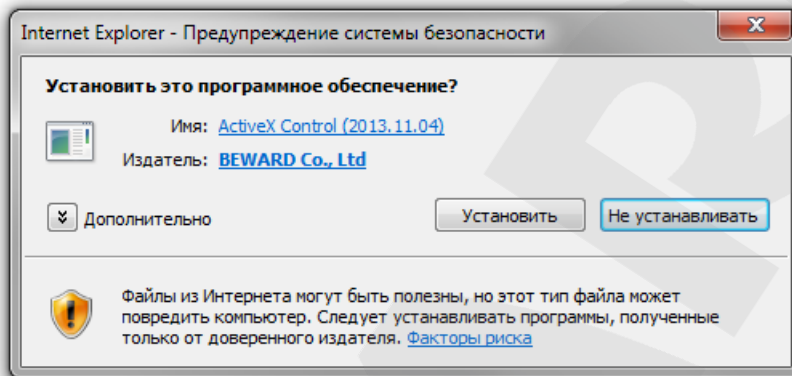 Internet Explorer - Предупреждение системы безопасности
Установить это программное обеспечение?
Имя: ActiveX Control (2013.11.04)
Издатель: BEWARD Co., Ltd
Дополнительно
Установить
Не устанавливать
Файлы из Интернета могут быть полезны, но этот тип файла может
повредить компьютер. Следует устанавливать программы, полученные
только от доверенного издателя. Факторы риска